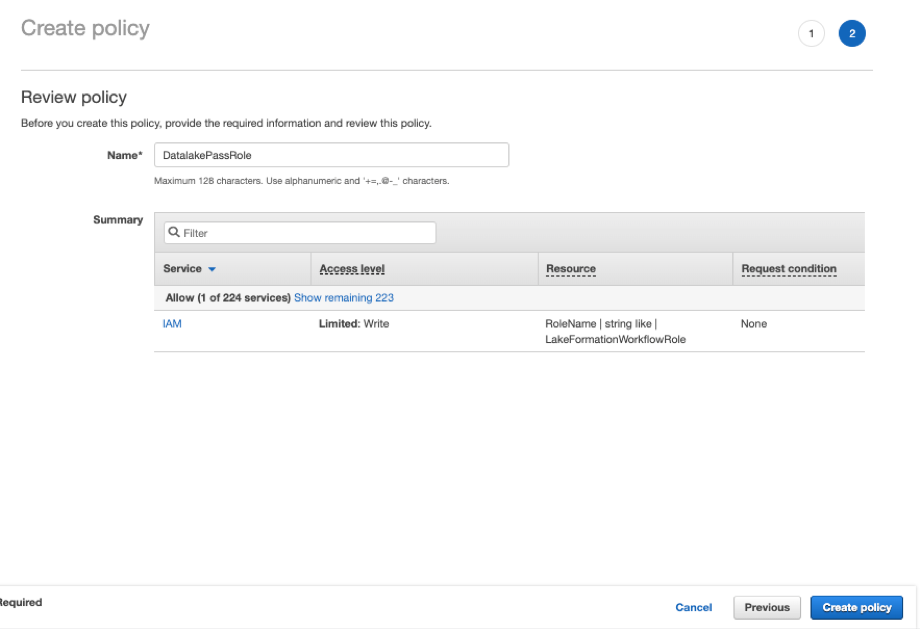 Create policy
1
2
Review policy
Before you create this policy, provide the required information and review this policy.
Name*
DatalakePassRole
Maximum 128 characters. Use alphanumeric and '+=,.@-_' characters.
Summary
Filter
Service
Access level
Resource
Request condition
Allow (1 of 224 services) Show remaining 223
IAM
Limited: Write
RoleName | string like |
LakeFormationWorkflowRole
None
Required
Cancel
Previous
Create policy